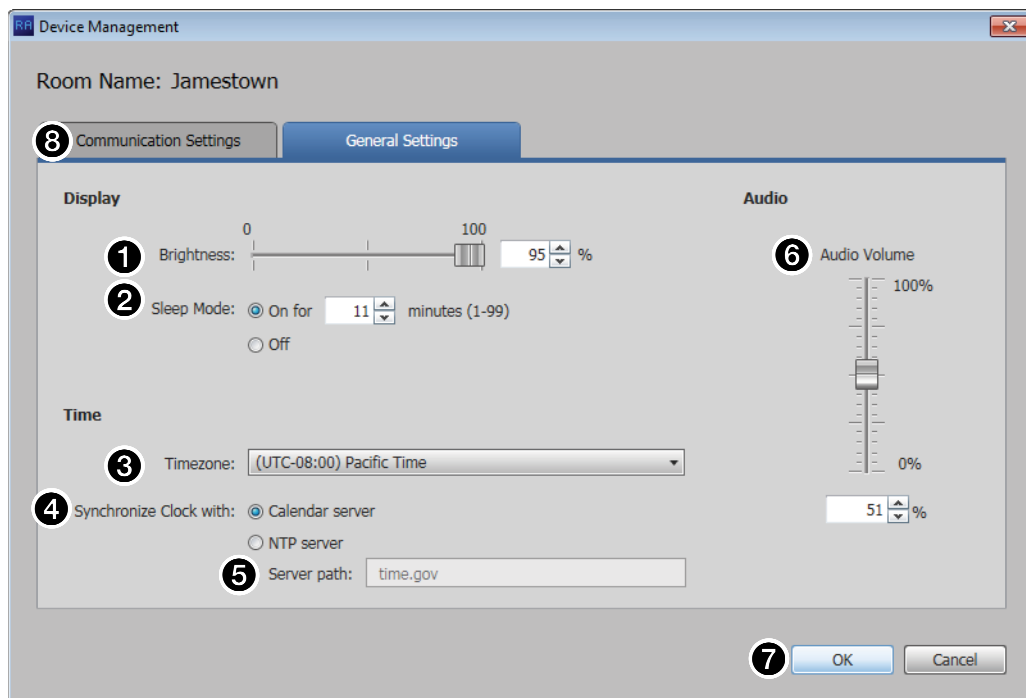 RA Device Management
Room Name: Jamestown
8 Communication Settings General Settings
Display
0 100
1 Brightness: 95 %
2 Sleep Mode: On for 11 minutes (1-99)
Off
Time
3 Timezone: (UTC-08:00) Pacific Time
4 Synchronize Clock with: Calendar server
NTP server
5 Server path: time.gov
Audio
6 Audio Volume
100%
0%
51 %
7 OK Cancel